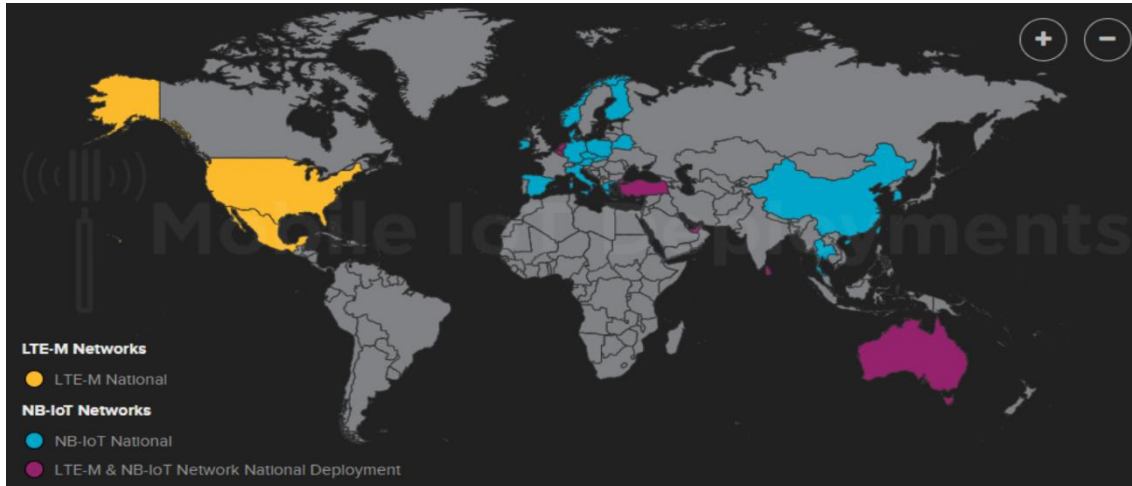 + −
Mobile IoT Deployments
LTE-M Networks
LTE-M National
NB-IoT Networks
NB-IoT National
LTE-M & NB-IoT Network National Deployment